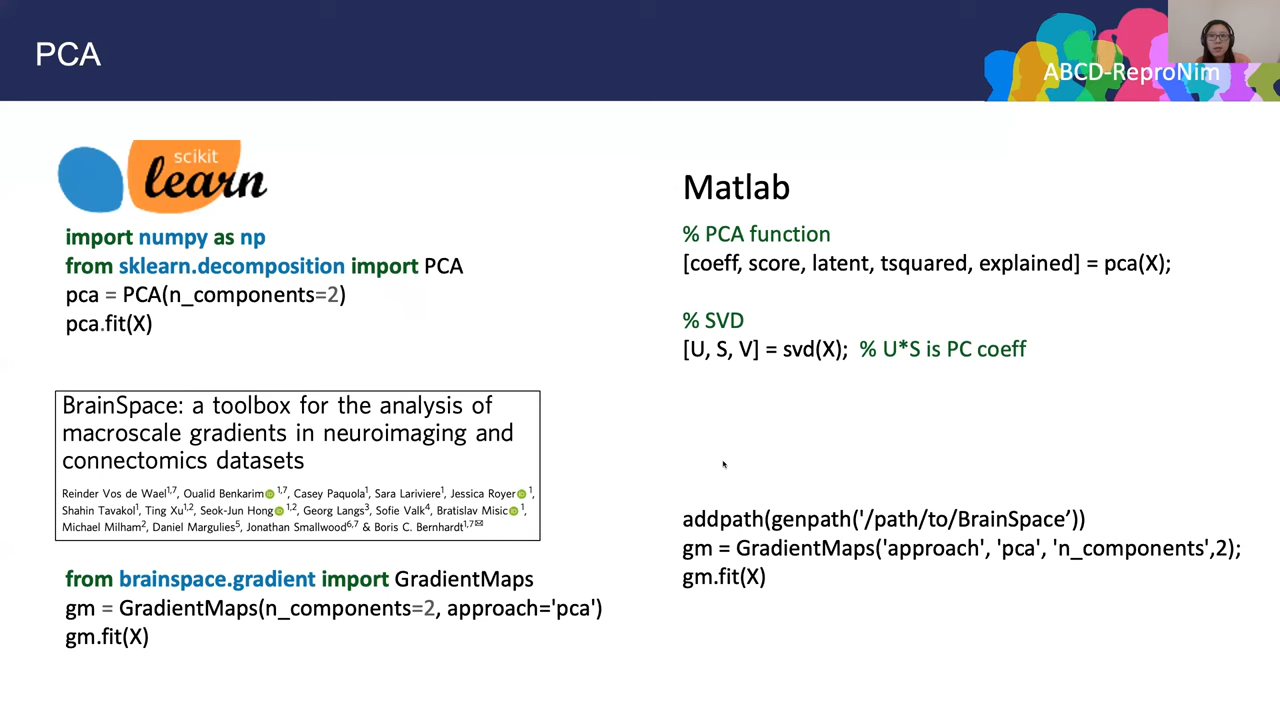 PCA
ABCD-ReproNim
scikit
learn
import numpy as np
from sklearn.decomposition import PCA
pca = PCA(n_components=2)
pca.fit(X)
BrainSpace: a toolbox for the analysis of
macroscale gradients in neuroimaging and
connectomics datasets
Reinder Vos de Wael1,7, Oualid Benkarim 1,7, Casey Paquola1, Sara Lariviere1, Jessica Royer 1,
Shahin Tavakol1, Ting Xu1,2, Seok-Jun Hong 1,2, Georg Langs3, Sofie Valk4, Bratislav Misic 1,
Michael Milham2, Daniel Margulies5, Jonathan Smallwood6,7 & Boris C. Bernhardt1,7✉
from brainspace.gradient import GradientMaps
gm = GradientMaps(n_components=2, approach='pca')
gm.fit(X)
Matlab
% PCA function
[coeff, score, latent, tsquared, explained] = pca(X);
% SVD
[U, S, V] = svd(X); % U*S is PC coeff
addpath(genpath('/path/to/BrainSpace’))
gm = GradientMaps('approach', 'pca', 'n_components',2);
gm.fit(X)